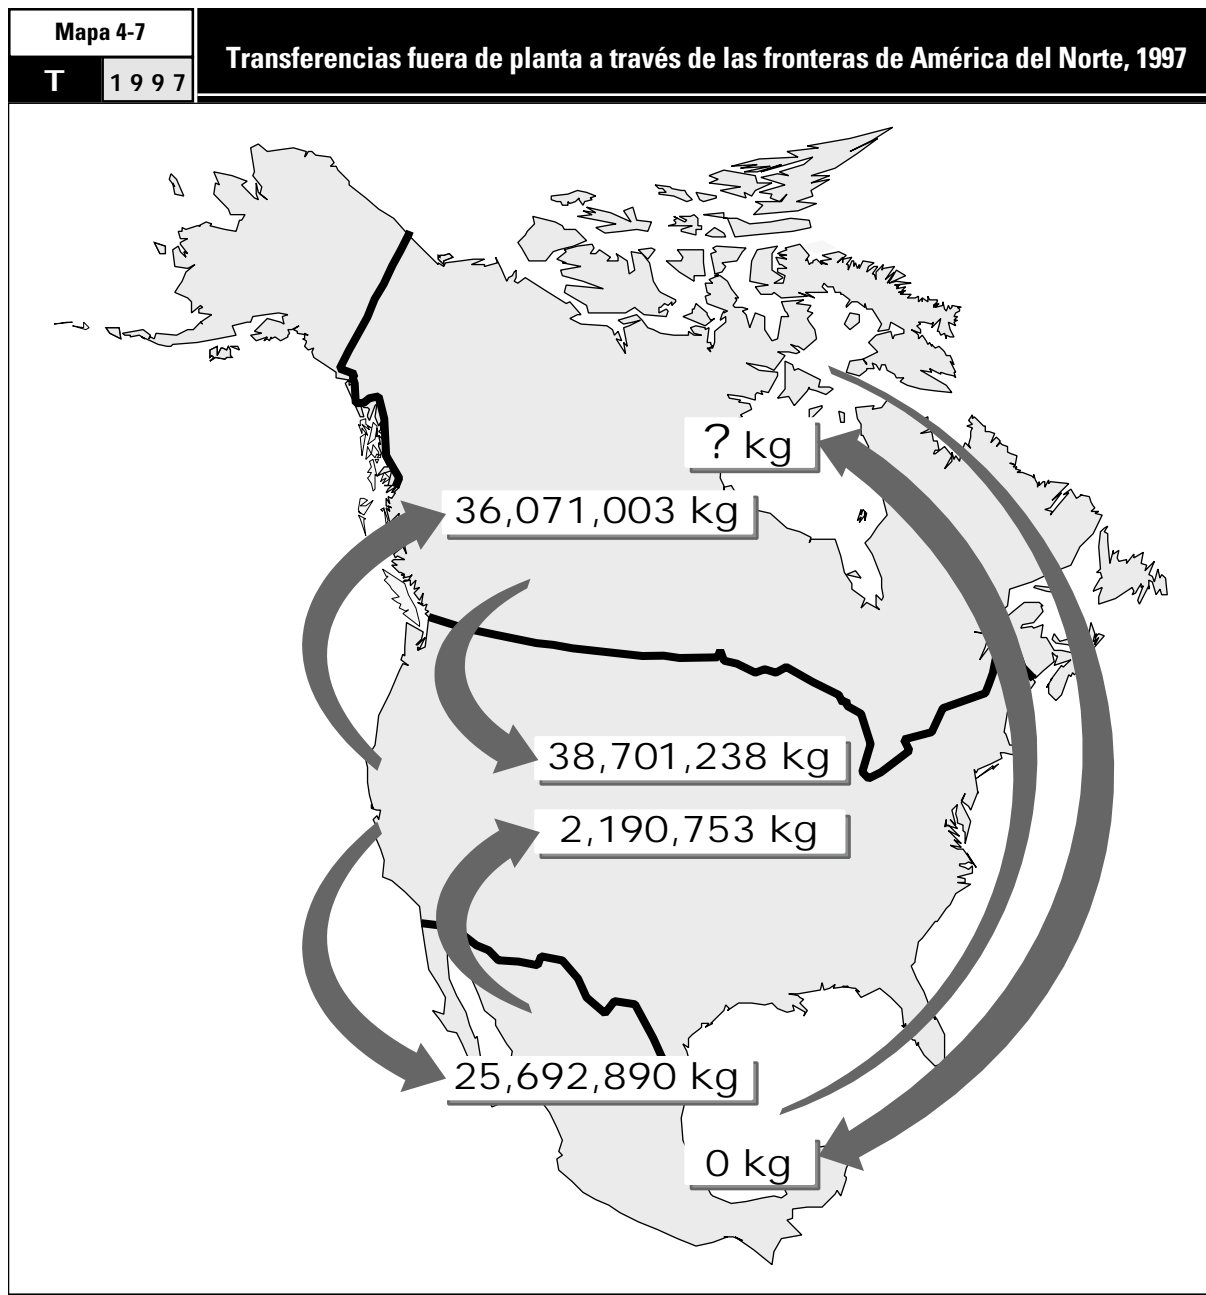 Mapa 4-7
T 1997
Transferencias fuera de planta a través de las fronteras de América del Norte, 1997
? kg
36,071,003 kg
38,701,238 kg
2,190,753 kg
25,692,890 kg
0 kg